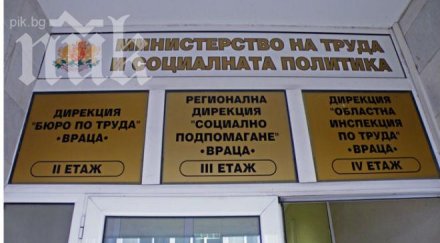 pik.bg
пик
МИНИСТЕРСТВО НА ТРУДА
И СОЦИАЛНАТА ПОЛИТИКА
ДИРЕКЦИЯ
"БЮРО ПО ТРУДА"
•ВРАЦА•
II ЕТАЖ
РЕГИОНАЛНА
ДИРЕКЦИЯ
"СОЦИАЛНО
ПОДПОМАГАНЕ"
•ВРАЦА•
III ЕТАЖ
ДИРЕКЦИЯ
"ОБЛАСТНА
ИНСПЕКЦИЯ
ПО ТРУДА"
•ВРАЦА•
IV ЕТАЖ